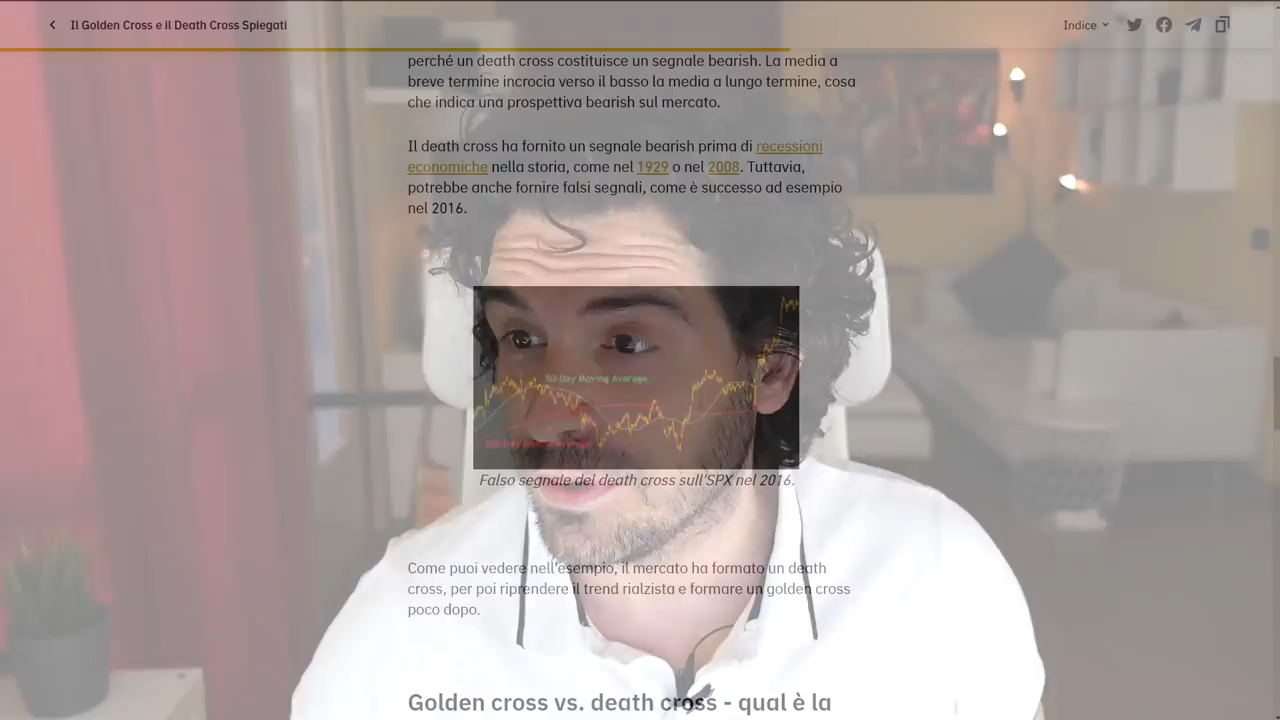 Il Golden Cross e il Death Cross Spiegati
Indice
perché un death cross costituisce un segnale bearish. La media a
breve termine incrocia verso il basso la media a lungo termine, cosa
che indica una prospettiva bearish sul mercato.
Il death cross ha fornito un segnale bearish prima di recessioni
economiche nella storia, come nel 1929 o nel 2008. Tuttavia,
potrebbe anche fornire falsi segnali, come è successo ad esempio
nel 2016.
50-Day Moving Average
Falso segnale del death cross sull'SPX nel 2016.
Come puoi vedere nell'esempio, il mercato ha formato un death
cross, per poi riprendere il trend rialzista e formare un golden cross
poco dopo.
Golden cross vs. death cross - qual è la